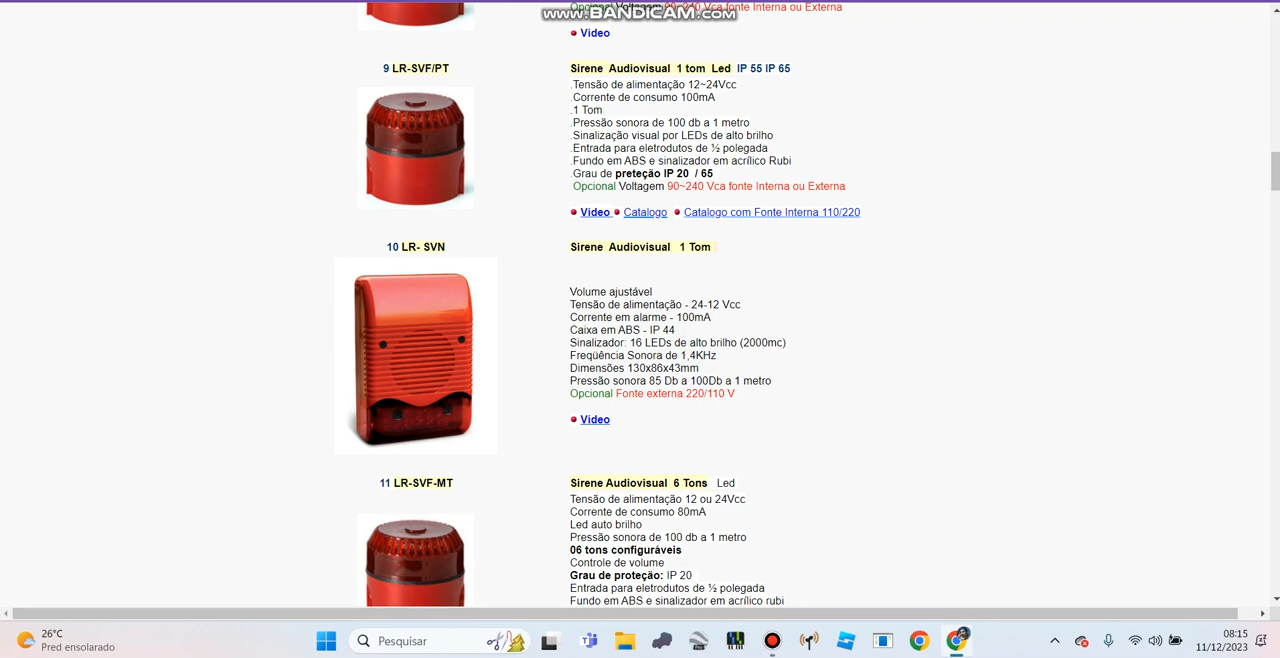 Opcional Voltagem 90~240 Vca fonte Interna ou Externa
www.BANDICAM.com
Vídeo
9 LR-SVF/PT
Sirene Audiovisual 1 tom Led IP 55 IP 65
.Tensão de alimentação 12~24Vcc
.Corrente de consumo 100mA
.1 Tom
.Pressão sonora de 100 db a 1 metro
.Sinalização visual por LEDs de alto brilho
.Entrada para eletrodutos de ½ polegada
.Fundo em ABS e sinalizador em acrílico Rubi
.Grau de preteção IP 20 / 65
Opcional Voltagem 90~240 Vca fonte Interna ou Externa
Vídeo Catalogo Catalogo com Fonte Interna 110/220
10 LR- SVN
Sirene Audiovisual 1 Tom
Volume ajustável
Tensão de alimentação - 24-12 Vcc
Corrente em alarme - 100mA
Caixa em ABS - IP 44
Sinalizador: 16 LEDs de alto brilho (2000mc)
Freqüência Sonora de 1,4KHz
Dimensões 130x86x43mm
Pressão sonora 85 Db a 100Db a 1 metro
Opcional Fonte externa 220/110 V
Vídeo
11 LR-SVF-MT
Sirene Audiovisual 6 Tons Led
Tensão de alimentação 12 ou 24Vcc
Corrente de consumo 80mA
Led auto brilho
Pressão sonora de 100 db a 1 metro
06 tons configuráveis
Controle de volume
Grau de proteção: IP 20
Entrada para eletrodutos de ½ polegada
Fundo em ABS e sinalizador em acrílico rubi
26°C
Pred ensolarado
Pesquisar
08:15
11/12/2023